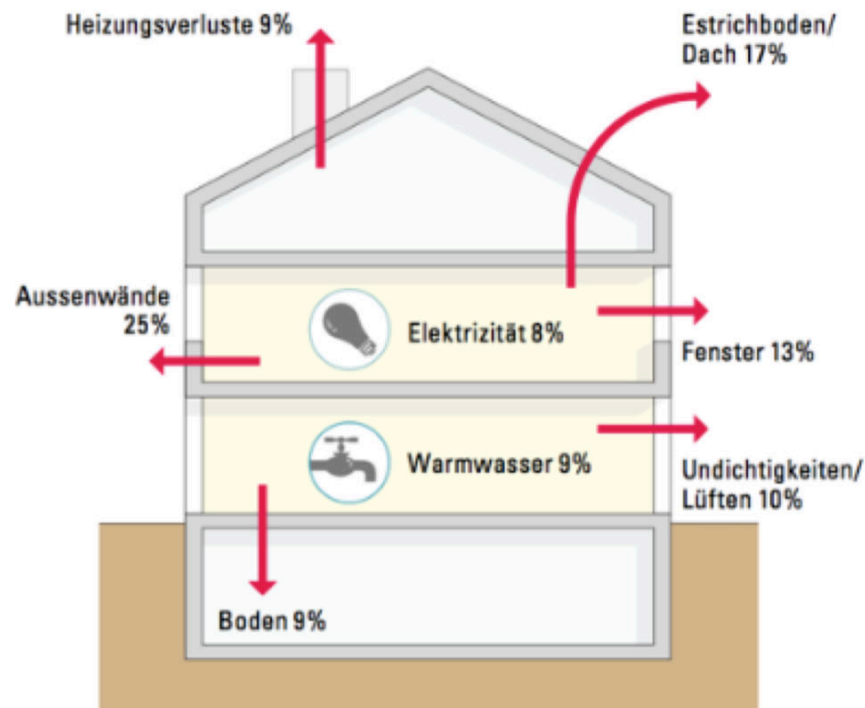 Heizungsverluste 9%
Estrichboden/
Dach 17%
Aussenwände
25%
Elektrizität 8%
Fenster 13%
Warmwasser 9%
Undichtigkeiten/
Lüften 10%
Boden 9%